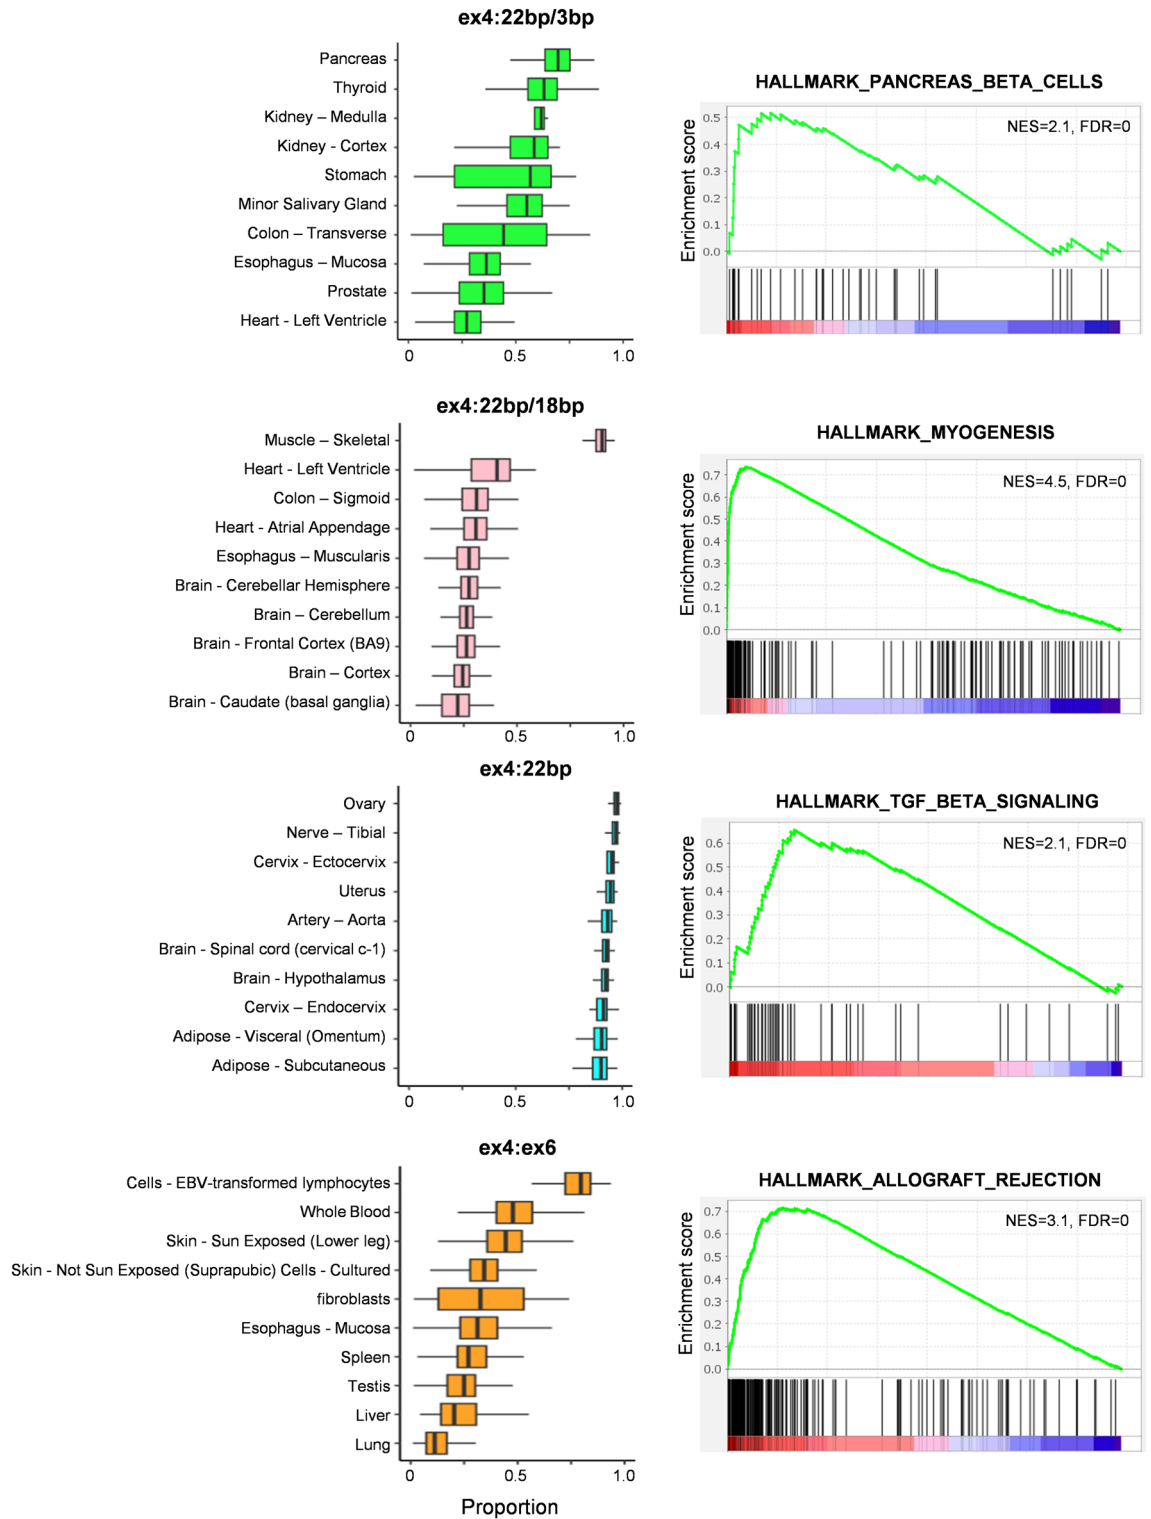 ex4:22bp/3bp
Pancreas
Thyroid
Kidney – Medulla
Kidney - Cortex
Stomach
Minor Salivary Gland
Colon – Transverse
Esophagus – Mucosa
Prostate
Heart - Left Ventricle
0 0.5 1.0
HALLMARK_PANCREAS_BETA_CELLS
NES=2.1, FDR=0
Enrichment score
0.5
0.4
0.3
0.2
0.1
0.0
ex4:22bp/18bp
Muscle – Skeletal
Heart - Left Ventricle
Colon – Sigmoid
Heart - Atrial Appendage
Esophagus – Muscularis
Brain - Cerebellar Hemisphere
Brain – Cerebellum
Brain - Frontal Cortex (BA9)
Brain – Cortex
Brain - Caudate (basal ganglia)
0 0.5 1.0
HALLMARK_MYOGENESIS
NES=4.5, FDR=0
Enrichment score
0.7
0.6
0.5
0.4
0.3
0.2
0.1
0.0
ex4:22bp
Ovary
Nerve – Tibial
Cervix - Ectocervix
Uterus
Artery – Aorta
Brain - Spinal cord (cervical c-1)
Brain - Hypothalamus
Cervix – Endocervix
Adipose - Visceral (Omentum)
Adipose - Subcutaneous
0 0.5 1.0
HALLMARK_TGF_BETA_SIGNALING
NES=2.1, FDR=0
Enrichment score
0.6
0.5
0.4
0.3
0.2
0.1
0.0
ex4:ex6
Cells - EBV-transformed lymphocytes
Whole Blood
Skin - Sun Exposed (Lower leg)
Skin - Not Sun Exposed (Suprapubic) Cells - Cultured
fibroblasts
Esophagus - Mucosa
Spleen
Testis
Liver
Lung
0 0.5 1.0
Proportion
HALLMARK_ALLOGRAFT_REJECTION
NES=3.1, FDR=0
Enrichment score
0.7
0.6
0.5
0.4
0.3
0.2
0.1
0.0